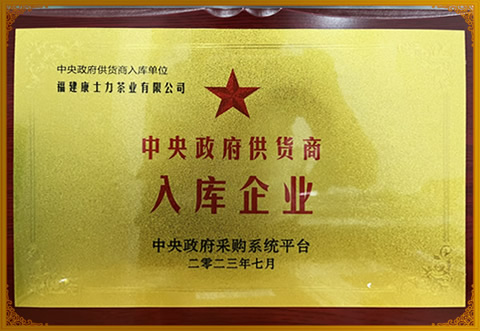 中央政府供货商入库单位
福建康士力茶业有限公司
中央政府供货商
入库企业
中央政府采购系统平台
二零二三年七月